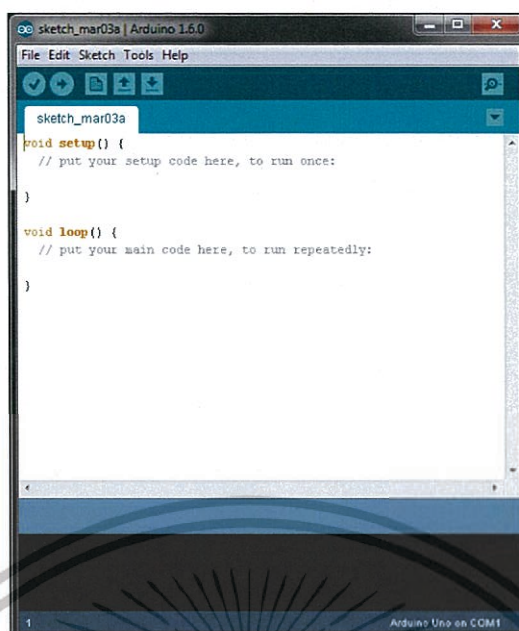 sketch_mar03a | Arduino 1.6.0
File Edit Sketch Tools Help
sketch_mar03a
void setup() {
// put your setup code here, to run once:
}
void loop() {
// put your main code here, to run repeatedly:
}
1 Arduino Uno on COM1